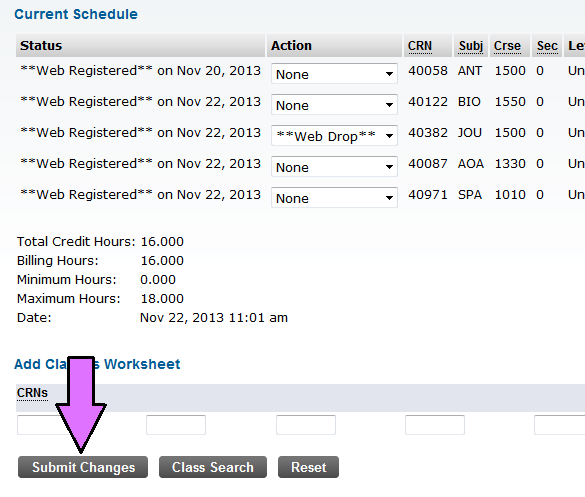 Current Schedule
Status Action CRN Subj Crse Sec Le
**Web Registered** on Nov 20, 2013 None 40058 ANT 1500 0 Un
**Web Registered** on Nov 22, 2013 None 40122 BIO 1550 0 Un
**Web Registered** on Nov 22, 2013 **Web Drop** 40382 JOU 1500 0 Un
**Web Registered** on Nov 22, 2013 None 40087 AOA 1330 0 Un
**Web Registered** on Nov 22, 2013 None 40971 SPA 1010 0 Un
Total Credit Hours: 16.000
Billing Hours: 16.000
Minimum Hours: 0.000
Maximum Hours: 18.000
Date: Nov 22, 2013 11:01 am
Add Cla s Worksheet
CRNs
Submit Changes Class Search Reset